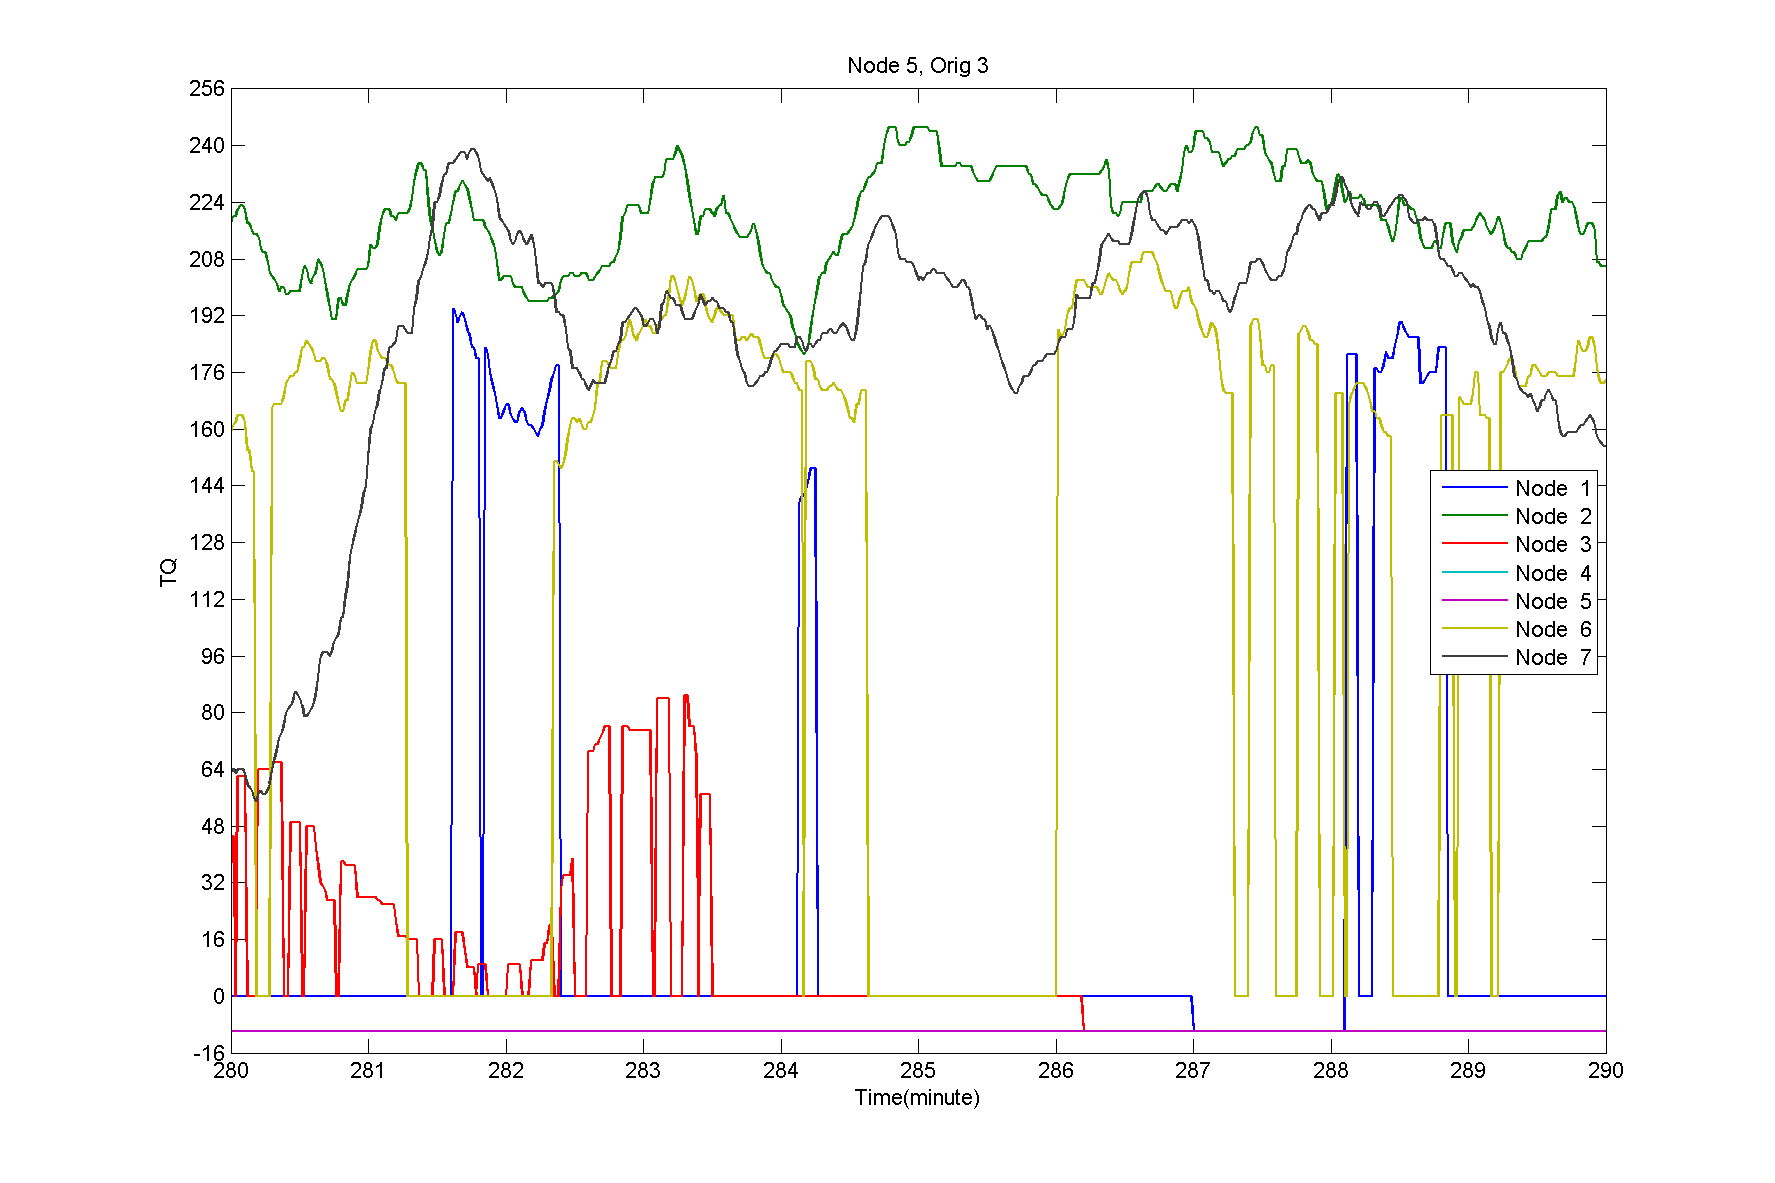 Node 5, Orig 3
256
240
224
208
192
176
160
144
128
112
96
80
64
48
32
16
0
-16
TQ
Node 1
Node 2
Node 3
Node 4
Node 5
Node 6
Node 7
280 281 282 283 284 285 286 287 288 289 290
Time(minute)